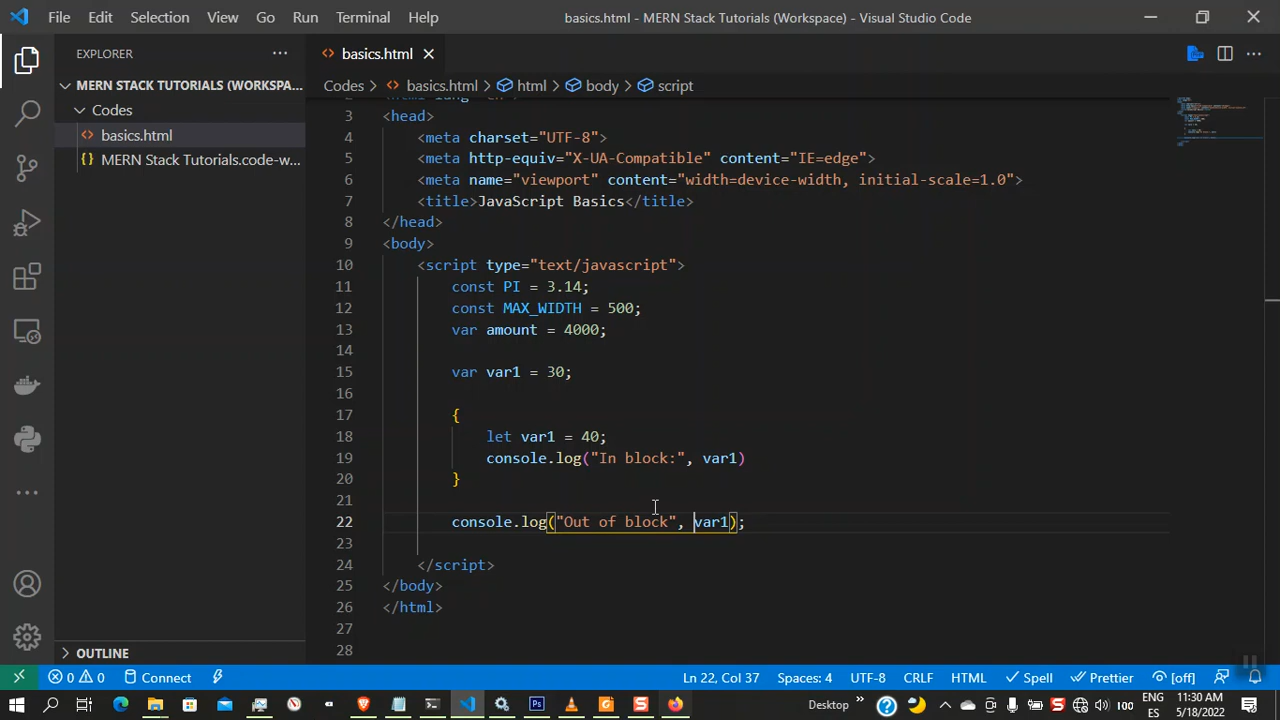 File Edit Selection View Go Run Terminal Help basics.html - MERN Stack Tutorials (Workspace) - Visual Studio Code
EXPLORER
basics.html
MERN STACK TUTORIALS (WORKSPA...
Codes > basics.html > html > body > script
Codes
basics.html
MERN Stack Tutorials.code-w...
3 <head>
4 <meta charset="UTF-8">
5 <meta http-equiv="X-UA-Compatible" content="IE=edge">
6 <meta name="viewport" content="width=device-width, initial-scale=1.0">
7 <title>JavaScript Basics</title>
8 </head>
9 <body>
10 <script type="text/javascript">
11 const PI = 3.14;
12 const MAX_WIDTH = 500;
13 var amount = 4000;
14
15 var var1 = 30;
16
17 {
18 let var1 = 40;
19 console.log("In block:", var1)
20 }
21
22 console.log("Out of block", var1);
23
24 </script>
25 </body>
26 </html>
27
28
OUTLINE
0 0 Connect Ln 22, Col 37 Spaces: 4 UTF-8 CRLF HTML Spell Prettier [off]
Desktop ENG 11:30 AM
ES 5/18/2022